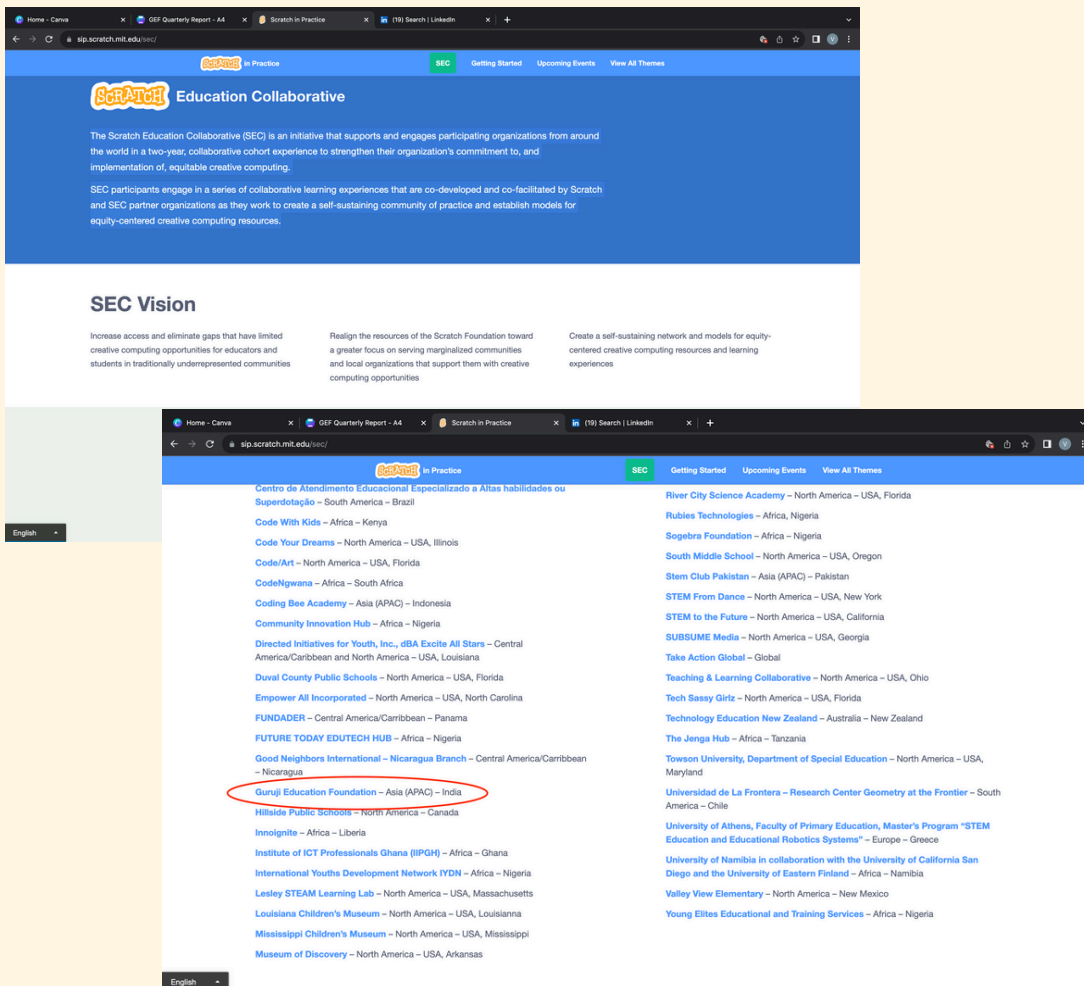 Home - Canva
GEF Quarterly Report - A4
Scratch in Practice
(19) Search | LinkedIn
sip.scratch.mit.edu/sec/
SCRATCH in Practice
SEC
Getting Started
Upcoming Events
View All Themes
SCRATCH Education Collaborative
The Scratch Education Collaborative (SEC) is an initiative that supports and engages participating organizations from around
the world in a two-year, collaborative cohort experience to strengthen their organization's commitment to, and
implementation of, equitable creative computing.
SEC participants engage in a series of collaborative learning experiences that are co-developed and co-facilitated by Scratch
and SEC partner organizations as they work to create a self-sustaining community of practice and establish models for
equity-centered creative computing resources.
SEC Vision
Increase access and eliminate gaps that have limited
creative computing opportunities for educators and
students in traditionally underrepresented communities
Realign the resources of the Scratch Foundation toward
a greater focus on serving marginalized communities
and local organizations that support them with creative
computing opportunities
Create a self-sustaining network and models for equity-
centered creative computing resources and learning
experiences
English
Home - Canva
GEF Quarterly Report - A4
Scratch in Practice
(19) Search | LinkedIn
sip.scratch.mit.edu/sec/
SCRATCH in Practice
SEC
Getting Started
Upcoming Events
View All Themes
Centro de Atendimento Educacional Especializado a Altas habilidades ou
Superdotação – South America – Brazil
Code With Kids – Africa – Kenya
Code Your Dreams – North America – USA, Illinois
Code/Art – North America – USA, Florida
CodeNgwana – Africa – South Africa
Coding Bee Academy – Asia (APAC) – Indonesia
Community Innovation Hub – Africa – Nigeria
Directed Initiatives for Youth, Inc., dBA Excite All Stars – Central
America/Caribbean and North America – USA, Louisiana
Duval County Public Schools – North America – USA, Florida
Empower All Incorporated – North America – USA, North Carolina
FUNDADER – Central America/Carribbean – Panama
FUTURE TODAY EDUTECH HUB – Africa – Nigeria
Good Neighbors International – Nicaragua Branch – Central America/Carribbean
– Nicaragua
Guruji Education Foundation – Asia (APAC) – India
Hillside Public Schools – North America – Canada
Innoignite – Africa – Liberia
Institute of ICT Professionals Ghana (IIPGH) – Africa – Ghana
International Youths Development Network IYDN – Africa – Nigeria
Lesley STEAM Learning Lab – North America – USA, Massachusetts
Louisiana Children's Museum – North America – USA, Louisianna
Mississippi Children's Museum – North America – USA, Mississippi
Museum of Discovery – North America – USA, Arkansas
River City Science Academy – North America – USA, Florida
Rubies Technologies – Africa, Nigeria
Sogebra Foundation – Africa – Nigeria
South Middle School – North America – USA, Oregon
Stem Club Pakistan – Asia (APAC) – Pakistan
STEM From Dance – North America – USA, New York
STEM to the Future – North America – USA, California
SUBSUME Media – North America – USA, Georgia
Take Action Global – Global
Teaching & Learning Collaborative – North America – USA, Ohio
Tech Sassy Girlz – North America – USA, Florida
Technology Education New Zealand – Australia – New Zealand
The Jenga Hub – Africa – Tanzania
Towson University, Department of Special Education – North America – USA,
Maryland
Universidad de La Frontera – Research Center Geometry at the Frontier – South
America – Chile
University of Athens, Faculty of Primary Education, Master's Program “STEM
Education and Educational Robotics Systems” – Europe – Greece
University of Namibia in collaboration with the University of California San
Diego and the University of Eastern Finland – Africa – Namibia
Valley View Elementary – North America – New Mexico
Young Elites Educational and Training Services – Africa – Nigeria
English